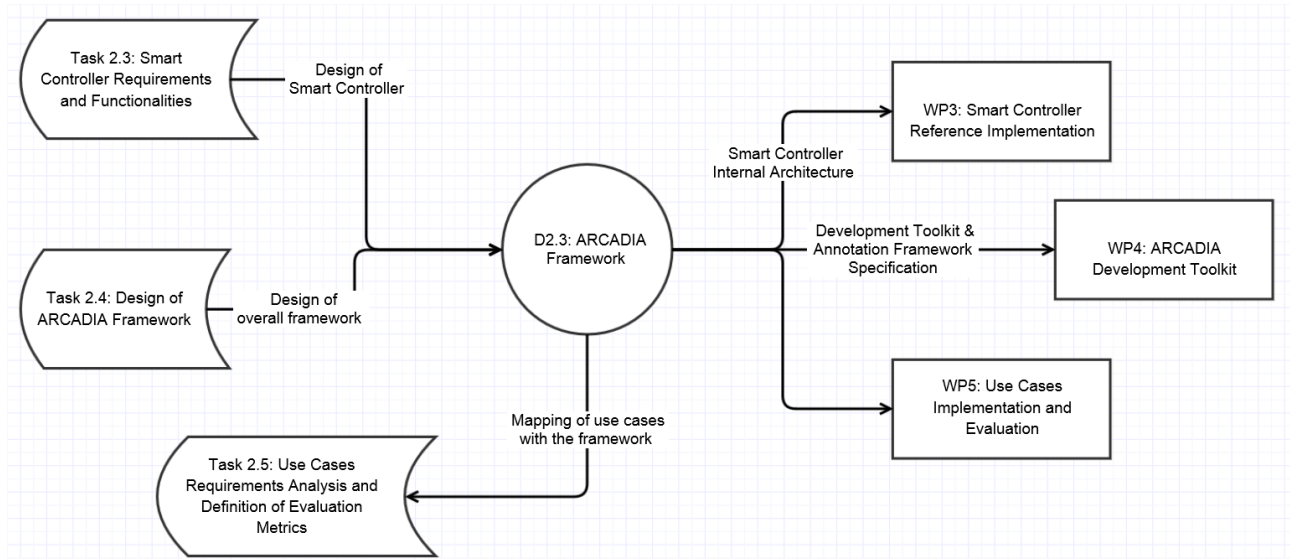 Task 2.3: Smart
Controller Requirements
and Functionalities
Design of
Smart Controller
WP3: Smart Controller
Reference Implementation
Smart Controller
Internal Architecture
D2.3: ARCADIA
Framework
Development Toolkit &
Annotation Framework
Specification
WP4: ARCADIA
Development Toolkit
Task 2.4: Design of
ARCADIA Framework
Design of
overall framework
WP5: Use Cases
Implementation and
Evaluation
Mapping of use cases
with the framework
Task 2.5: Use Cases
Requirements Analysis and
Definition of Evaluation
Metrics